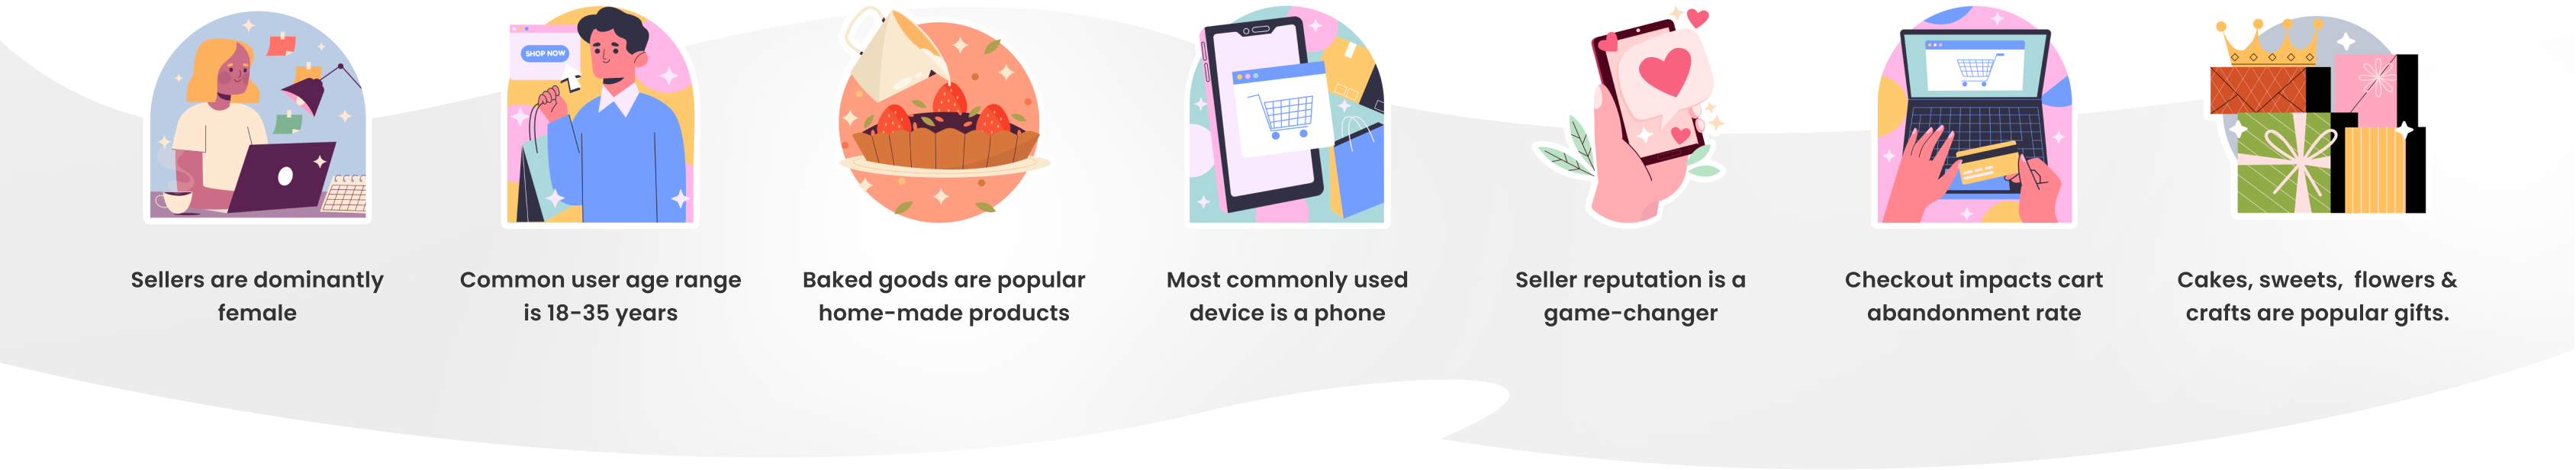 SHOP NOW
Sellers are dominantly
female
Common user age range
is 18-35 years
Baked goods are popular
home-made products
Most commonly used
device is a phone
Seller reputation is a
game-changer
Checkout impacts cart
abandonment rate
Cakes, sweets,  flowers &
crafts are popular gifts.